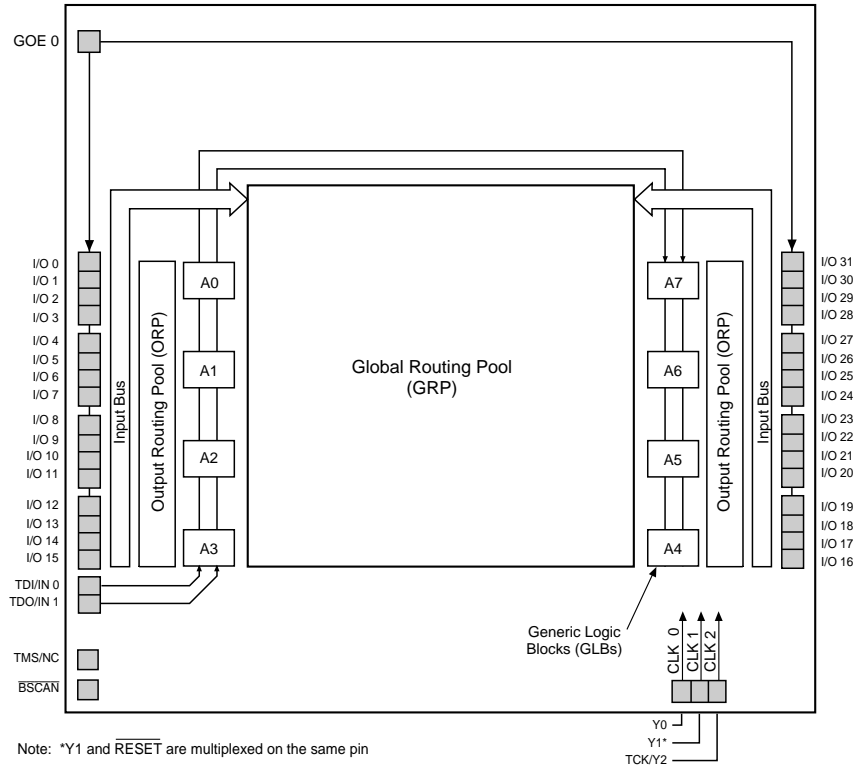 GOE 0
I/O 0
I/O 1
I/O 2
I/O 3
I/O 4
I/O 5
I/O 6
I/O 7
I/O 8
I/O 9
I/O 10
I/O 11
I/O 12
I/O 13
I/O 14
I/O 15
TDI/IN 0
TDO/IN 1
TMS/NC
BSCAN
Input Bus
Output Routing Pool (ORP)
A0
A1
A2
A3
Global Routing Pool
(GRP)
A7
A6
A5
A4
Output Routing Pool (ORP)
Input Bus
I/O 31
I/O 30
I/O 29
I/O 28
I/O 27
I/O 26
I/O 25
I/O 24
I/O 23
I/O 22
I/O 21
I/O 20
I/O 19
I/O 18
I/O 17
I/O 16
Generic Logic
Blocks (GLBs)
CLK 0
CLK 1
CLK 2
Y0
Y1*
TCK/Y2
Note: *Y1 and RESET are multiplexed on the same pin